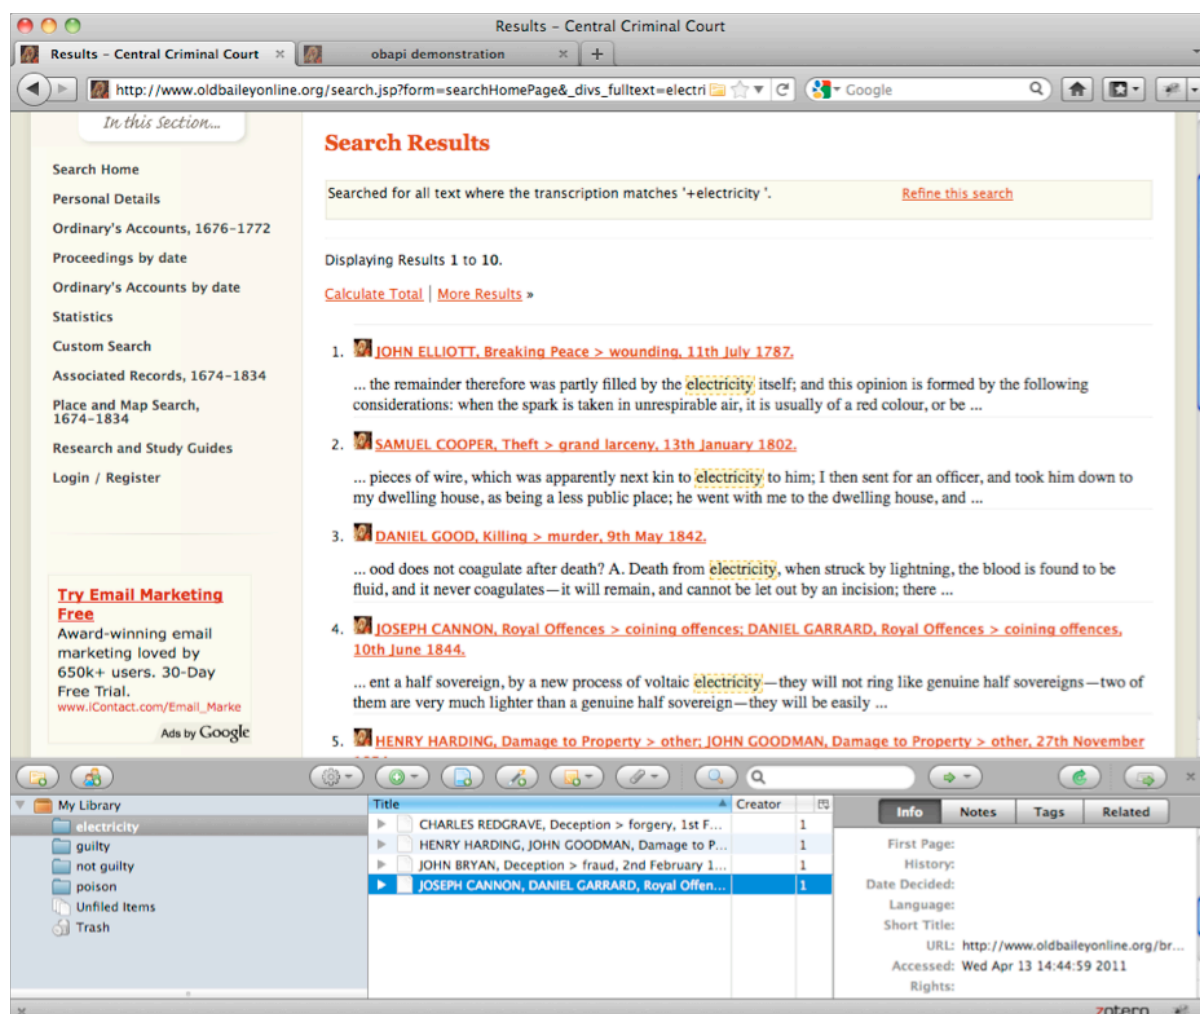 Results – Central Criminal Court
Results – Central Criminal Court × obapi demonstration × +
http://www.oldbaileyonline.org/search.jsp?form=searchHomePage&_divs_fulltext=electri Google
In this Section...
Search Home
Personal Details
Ordinary's Accounts, 1676–1772
Proceedings by date
Ordinary's Accounts by date
Statistics
Custom Search
Associated Records, 1674–1834
Place and Map Search,
1674–1834
Research and Study Guides
Login / Register
Try Email Marketing
Free
Award-winning email
marketing loved by
650k+ users. 30-Day
Free Trial.
www.iContact.com/Email_Marke
Ads by Google
Search Results
Searched for all text where the transcription matches '+electricity '. Refine this search
Displaying Results 1 to 10.
Calculate Total | More Results »
1. JOHN ELLIOTT, Breaking Peace > wounding, 11th July 1787.
... the remainder therefore was partly filled by the electricity itself; and this opinion is formed by the following
considerations: when the spark is taken in unrespirable air, it is usually of a red colour, or be ...
2. SAMUEL COOPER, Theft > grand larceny, 13th January 1802.
... pieces of wire, which was apparently next kin to electricity to him; I then sent for an officer, and took him down to
my dwelling house, as being a less public place; he went with me to the dwelling house, and ...
3. DANIEL GOOD, Killing > murder, 9th May 1842.
... ood does not coagulate after death? A. Death from electricity, when struck by lightning, the blood is found to be
fluid, and it never coagulates—it will remain, and cannot be let out by an incision; there ...
4. JOSEPH CANNON, Royal Offences > coining offences; DANIEL GARRARD, Royal Offences > coining offences,
10th June 1844.
... ent a half sovereign, by a new process of voltaic electricity—they will not ring like genuine half sovereigns—two of
them are very much lighter than a genuine half sovereign—they will be easily ...
5. HENRY HARDING, Damage to Property > other; JOHN GOODMAN, Damage to Property > other, 27th November
My Library
electricity
guilty
not guilty
poison
Unfiled Items
Trash
Title Creator
CHARLES REDGRAVE, Deception > forgery, 1st F... 1
HENRY HARDING, JOHN GOODMAN, Damage to P... 1
JOHN BRYAN, Deception > fraud, 2nd February 1... 1
JOSEPH CANNON, DANIEL GARRARD, Royal Offen... 1
Info Notes Tags Related
First Page:
History:
Date Decided:
Language:
Short Title:
URL: http://www.oldbaileyonline.org/br...
Accessed: Wed Apr 13 14:44:59 2011
Rights:
zotero